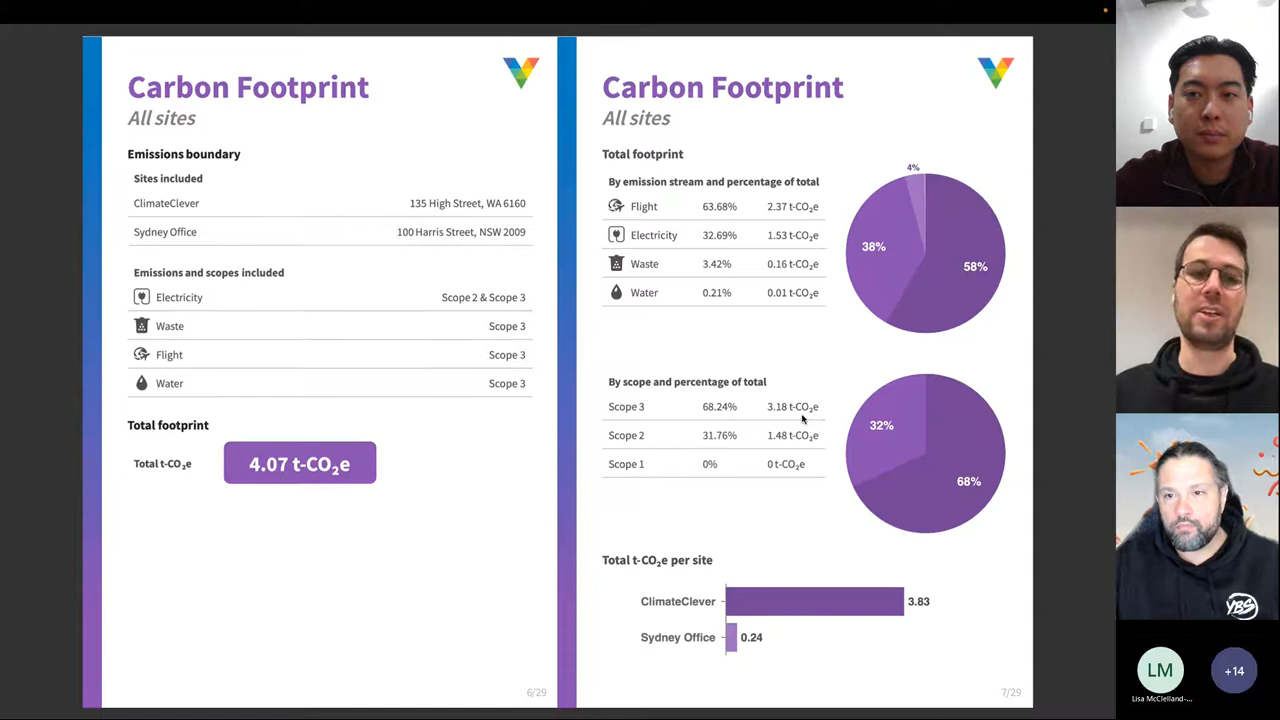 Carbon Footprint
All sites
Emissions boundary
Sites included
ClimateClever 135 High Street, WA 6160
Sydney Office 100 Harris Street, NSW 2009
Emissions and scopes included
Electricity Scope 2 & Scope 3
Waste Scope 3
Flight Scope 3
Water Scope 3
Total footprint
Total t-CO₂e 4.07 t-CO₂e
6/29
Carbon Footprint
All sites
Total footprint
By emission stream and percentage of total
Flight 63.68% 2.37 t-CO₂e
Electricity 32.69% 1.53 t-CO₂e
Waste 3.42% 0.16 t-CO₂e
Water 0.21% 0.01 t-CO₂e
4%
38%
58%
By scope and percentage of total
Scope 3 68.24% 3.18 t-CO₂e
Scope 2 31.76% 1.48 t-CO₂e
Scope 1 0% 0 t-CO₂e
32%
68%
Total t-CO₂e per site
ClimateClever 3.83
Sydney Office 0.24
7/29
YBS
LM
+14
Lisa McClelland-...